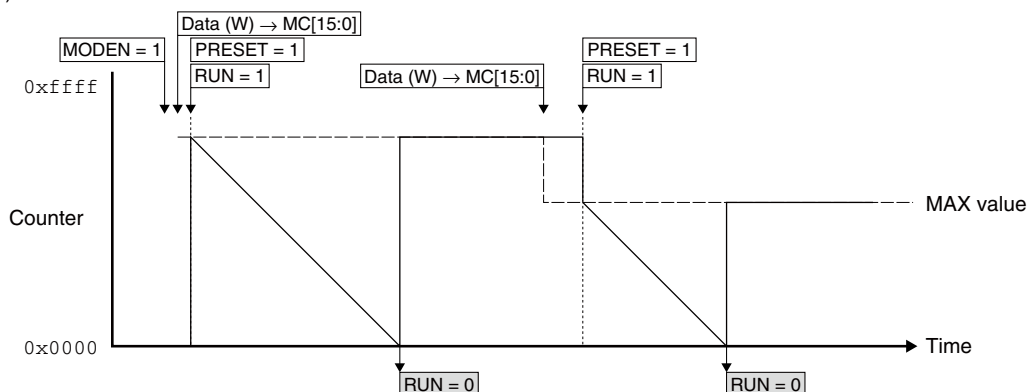 Data (W) → MC[15:0]
MODEN = 1
PRESET = 1
PRESET = 1
RUN = 1
Data (W) → MC[15:0]
RUN = 1
0xffff
Counter
MAX value
0x0000
Time
RUN = 0
RUN = 0